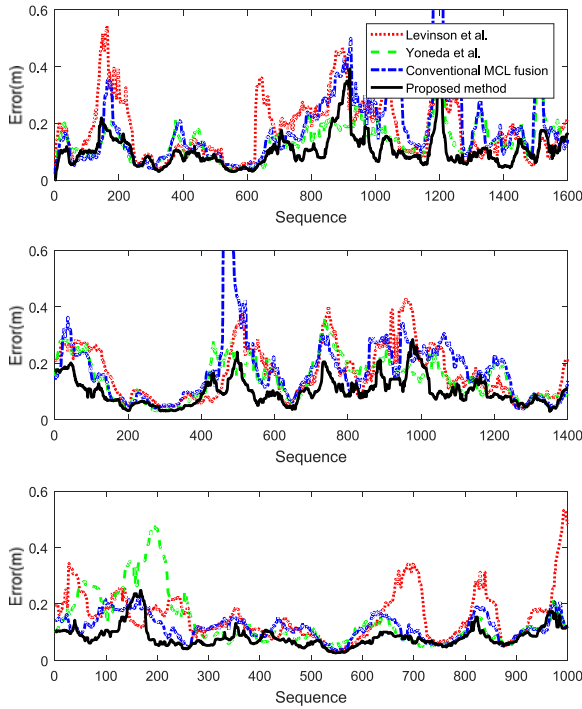 0.6
0.4
0.2
0
Error(m)
Levinson et al.
Yoneda et al.
Conventional MCL fusion
Proposed method
0 200 400 600 800 1000 1200 1400 1600
Sequence
0.6
0.4
0.2
0
Error(m)
0 200 400 600 800 1000 1200 1400
Sequence
0.6
0.4
0.2
0
Error(m)
0 100 200 300 400 500 600 700 800 900 1000
Sequence